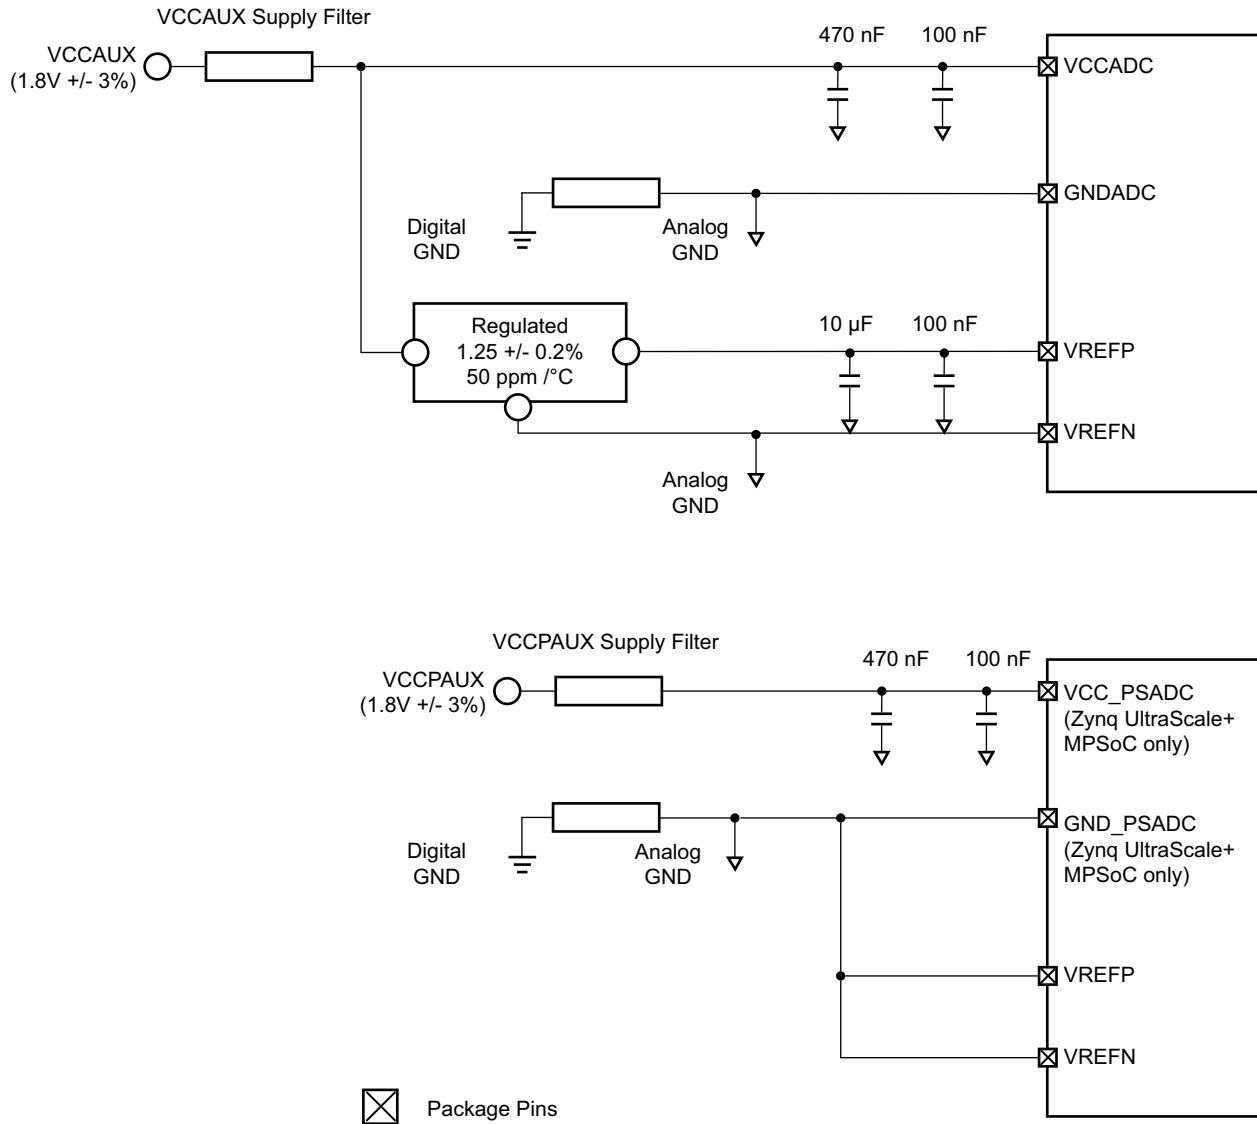 VCCAUX Supply Filter
VCCAUX
(1.8V +/- 3%)
470 nF
100 nF
VCCADC
GNDADC
Digital
GND
Analog
GND
Regulated
1.25 +/- 0.2%
50 ppm /°C
10 µF
100 nF
VREFP
VREFN
Analog
GND
VCCPAUX Supply Filter
VCCPAUX
(1.8V +/- 3%)
470 nF
100 nF
VCC_PSADC
(Zynq UltraScale+
MPSoC only)
GND_PSADC
(Zynq UltraScale+
MPSoC only)
Digital
GND
Analog
GND
VREFP
VREFN
Package Pins